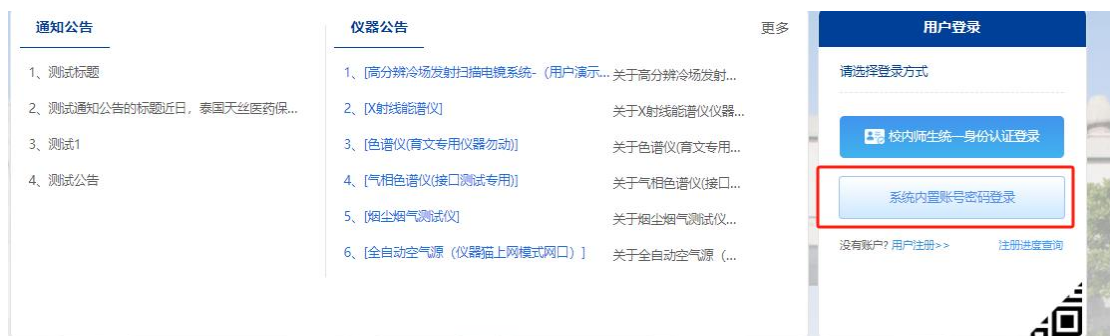 通知公告
1、测试标题
2、测试通知公告的标题近日，泰国天丝医药保...
3、测试1
4、测试公告
仪器公告
更多
1、[高分辨冷场发射扫描电镜系统-（用户演示... 关于高分辨冷场发射...
2、[X射线能谱仪] 关于X射线能谱仪仪器...
3、[色谱仪(育文专用仪器勿动)] 关于色谱仪(育文专用...
4、[气相色谱仪(接口测试专用)] 关于气相色谱仪(接口...
5、[烟尘烟气测试仪] 关于烟尘烟气测试仪...
6、[全自动空气源（仪器猫上网模式网口）] 关于全自动空气源（...
用户登录
请选择登录方式
校内师生统一身份认证登录
系统内置账号密码登录
没有账户? 用户注册>> 注册进度查询